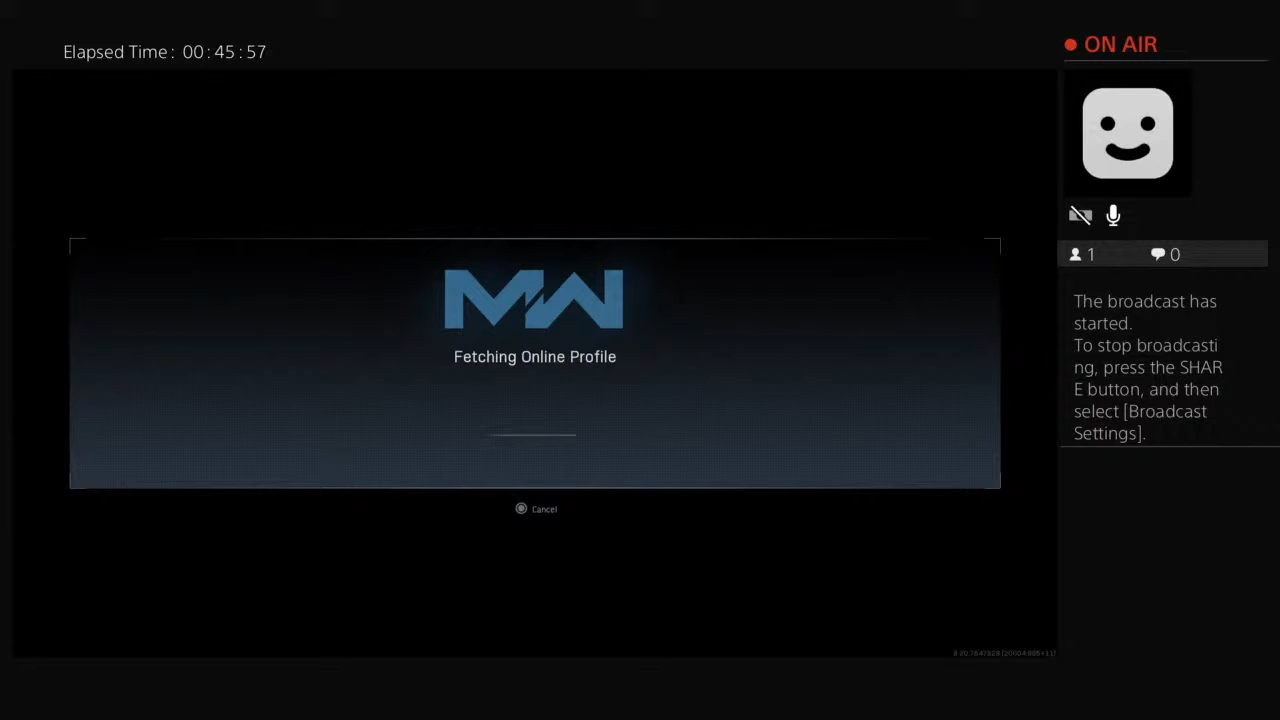 Elapsed Time: 00:45:57
ON AIR
MW
Fetching Online Profile
Cancel
1
0
The broadcast has
started.
To stop broadcasti
ng, press the SHAR
E button, and then
select [Broadcast
Settings].